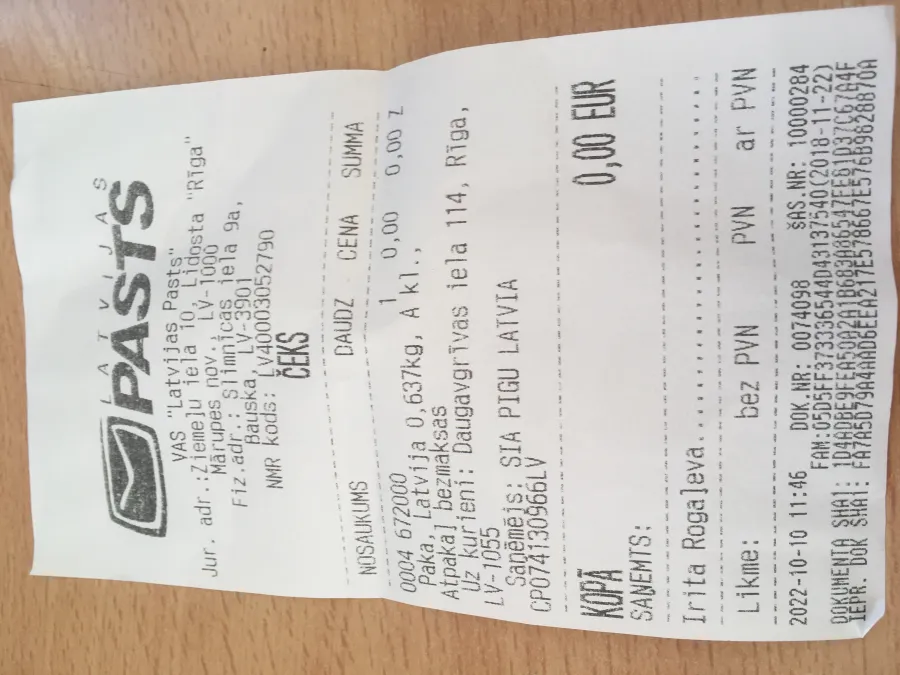 LATVIJAS
PASTS
VAS "Latvijas Pasts"
Jur. adr.:Ziemeļu iela 10, Lidosta "Rīga"
Mārupes nov., LV-1000
Fiz.adr.: Slimnīcas iela 9a,
Bauska, LV-3901
NMR kods: LV40003052790
ČEKS
NOSAUKUMS DAUDZ CENA SUMMA
0004 672000 1 0,00 0,00 Z
Paka, Latvija 0,637kg, A kl.,
Atpakaļ bezmaksas
Uz kurieni: Daugavgrīvas iela 114, Rīga,
LV-1055
Saņēmējs: SIA PIGU LATVIA
CP074130966LV
KOPĀ 0,00 EUR
SAŅEMTS:
Irita Rogaļeva
Likme: bez PVN PVN ar PVN
2022-10-10 11:46 DOK.NR: 0074098 ŠAS.NR: 10000284
FAM:05D5FF373336544D43137540(2018-11-22)
DOKUMENTA SHA1:
IEPR. DOK SHA1: